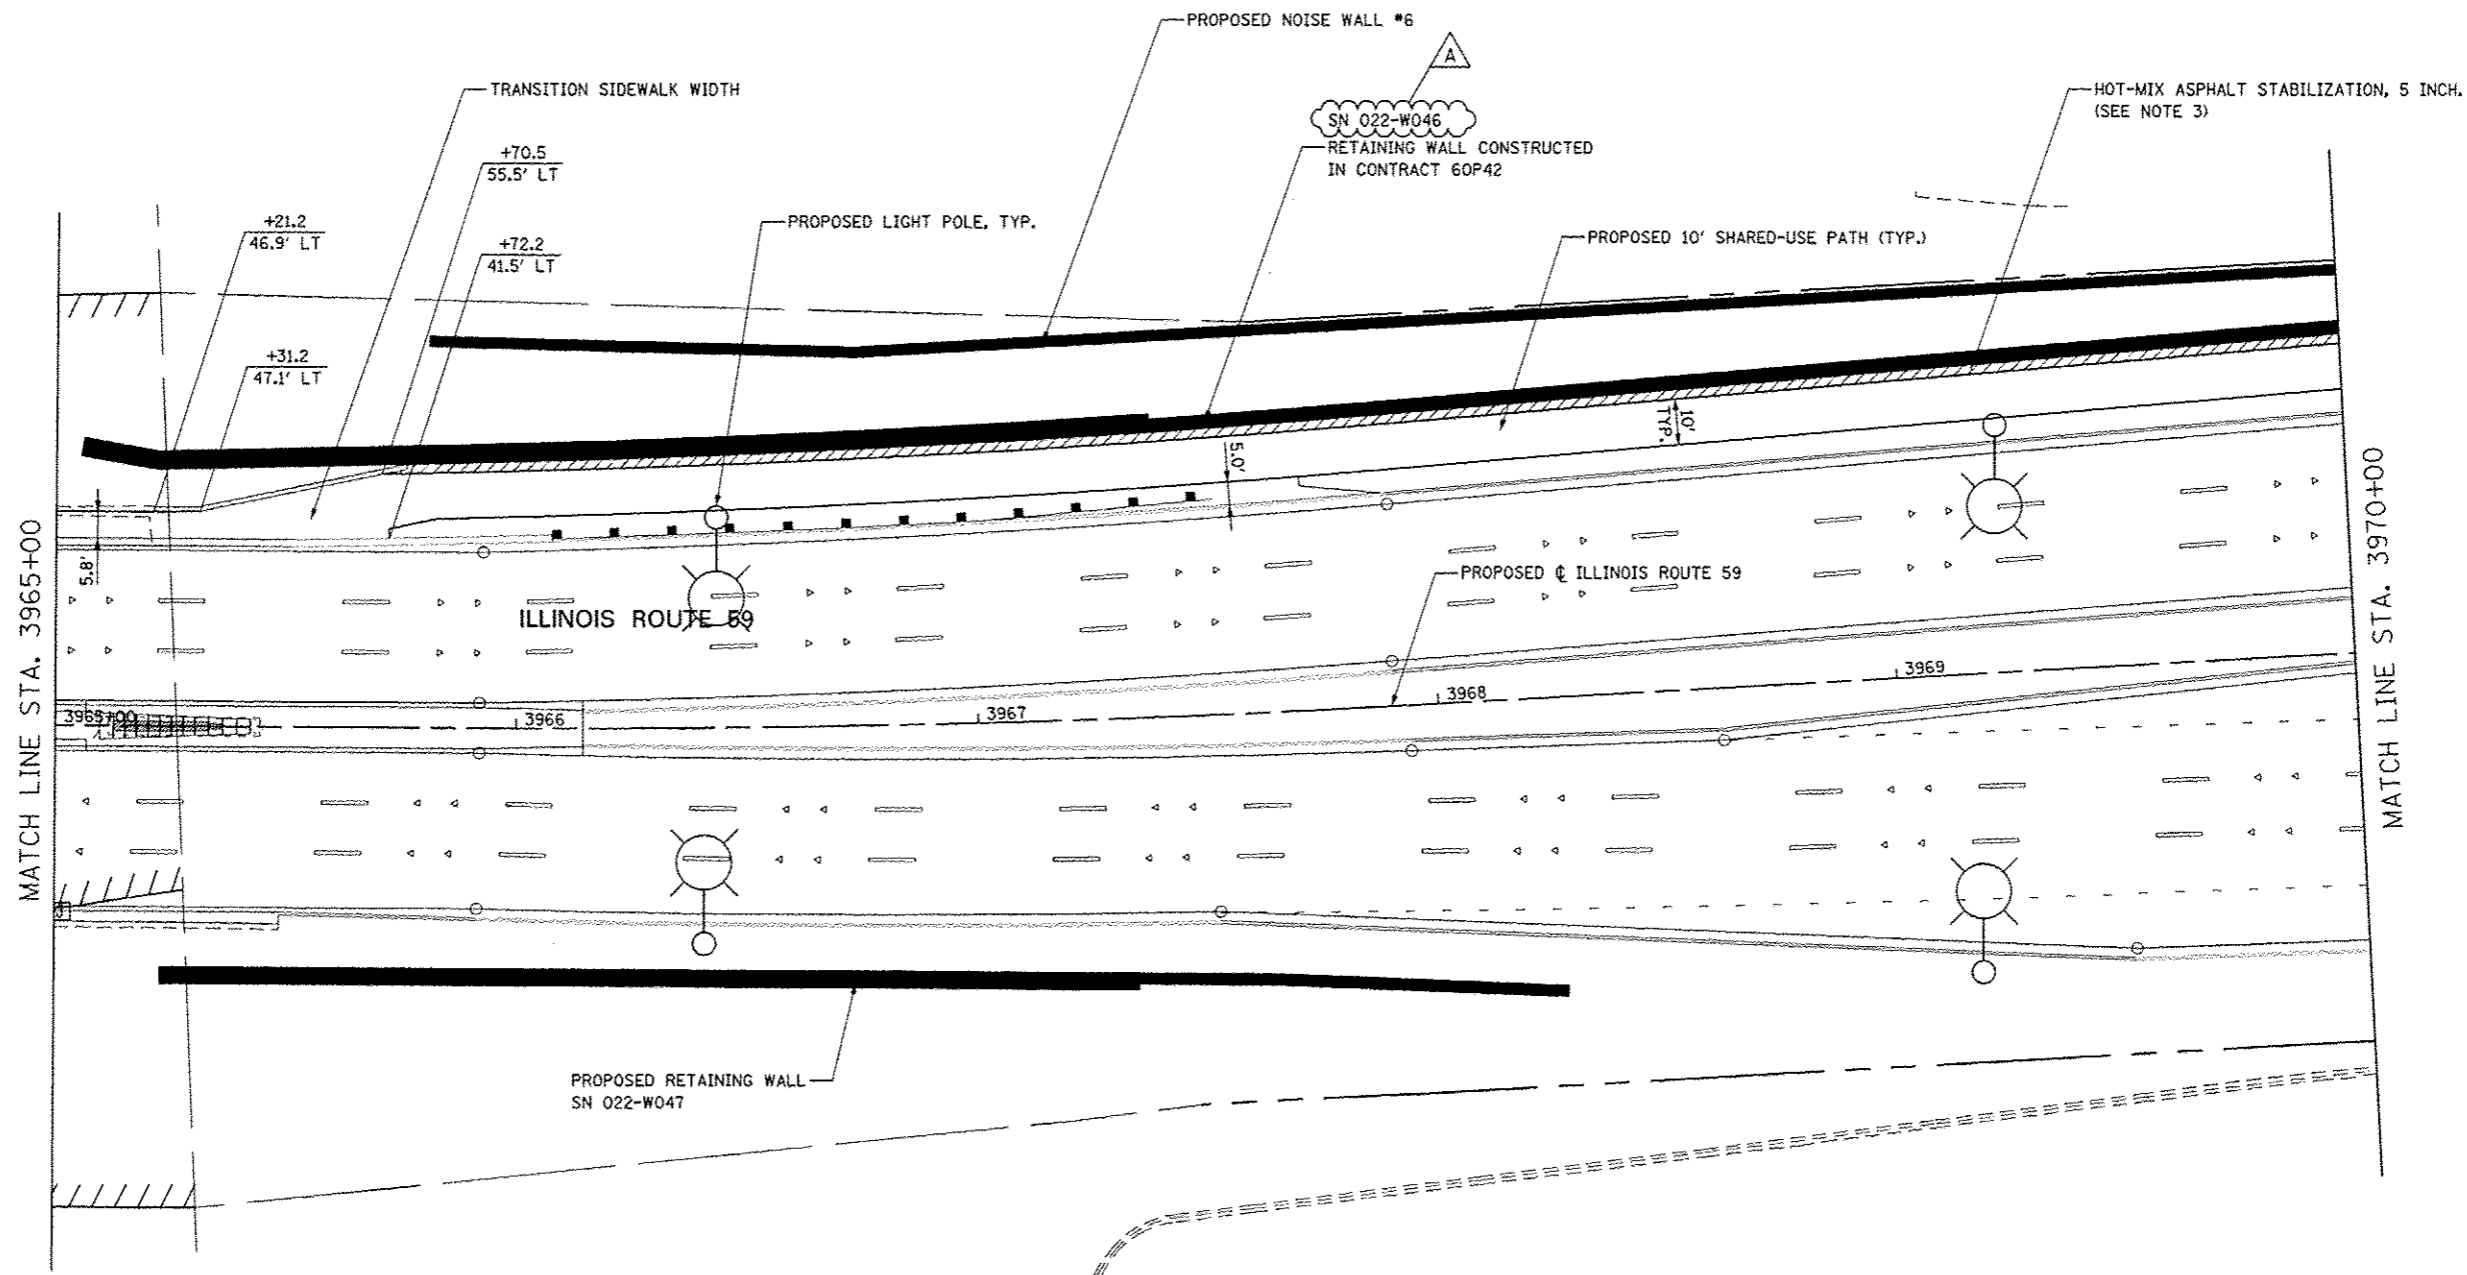 PROPOSED NOISE WALL #6
A
TRANSITION SIDEWALK WIDTH
SN 022-W046
HOT-MIX ASPHALT STABILIZATION, 5 INCH.
(SEE NOTE 3)
RETAINING WALL CONSTRUCTED
IN CONTRACT 60P42
+70.5
55.5' LT
+21.2
46.9' LT
PROPOSED LIGHT POLE, TYP.
+72.2
41.5' LT
PROPOSED 10' SHARED-USE PATH (TYP.)
+31.2
47.1' LT
10'
TYP.
5.0'
5.8'
PROPOSED ℄ ILLINOIS ROUTE 59
ILLINOIS ROUTE 59
MATCH LINE STA. 3965+00
MATCH LINE STA. 3970+00
3965+00
3966
3967
3968
3969
PROPOSED RETAINING WALL
SN 022-W047